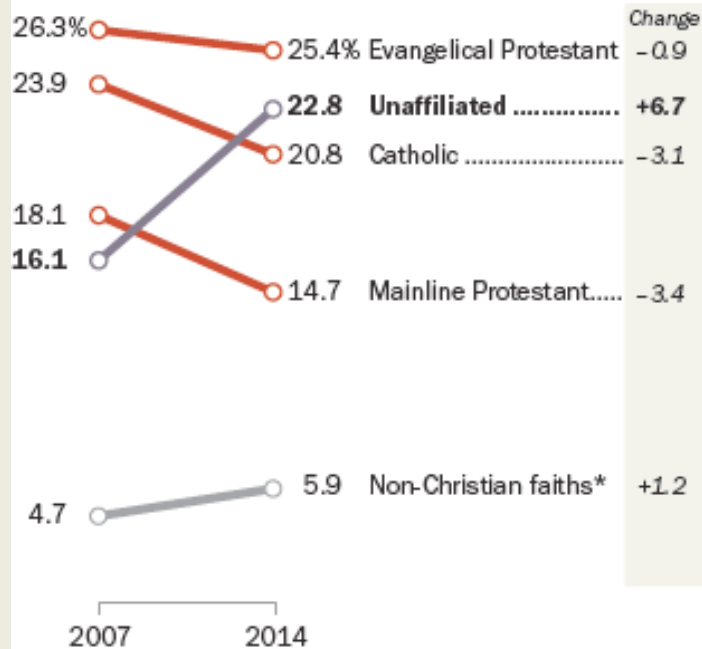 Change
26.3% 25.4% Evangelical Protestant –0.9
23.9 22.8 Unaffiliated ............... +6.7
20.8 Catholic ........................ –3.1
18.1
16.1 14.7 Mainline Protestant..... –3.4
4.7 5.9 Non-Christian faiths* +1.2
2007 2014